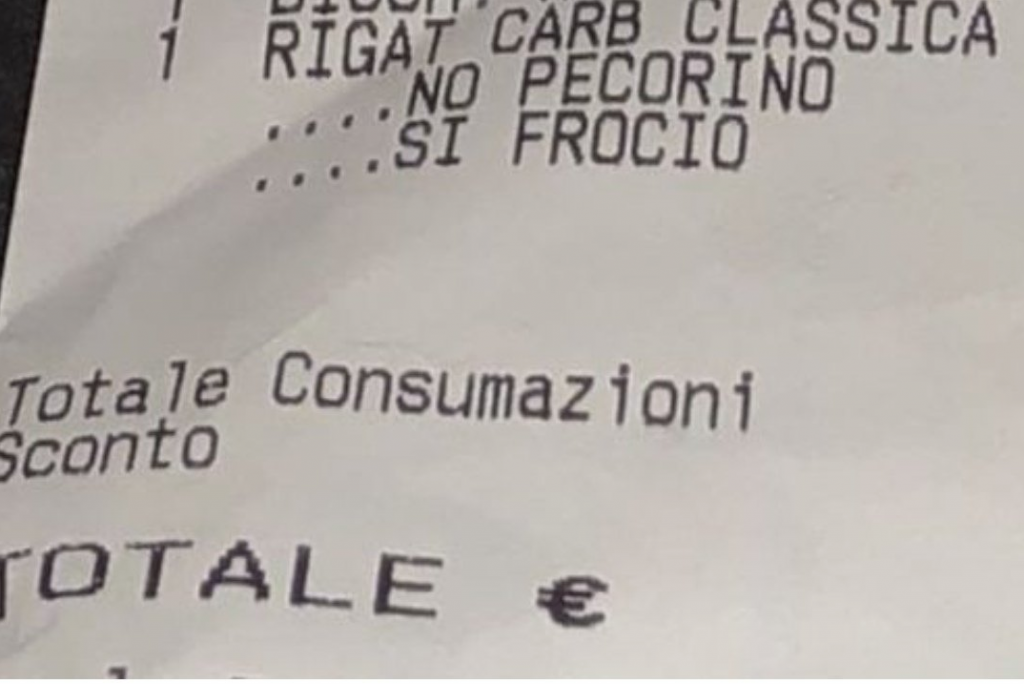 1 RIGAT CARB CLASSICA
....NO PECORINO
....SI FROCIO
Totale Consumazioni
Sconto
TOTALE €